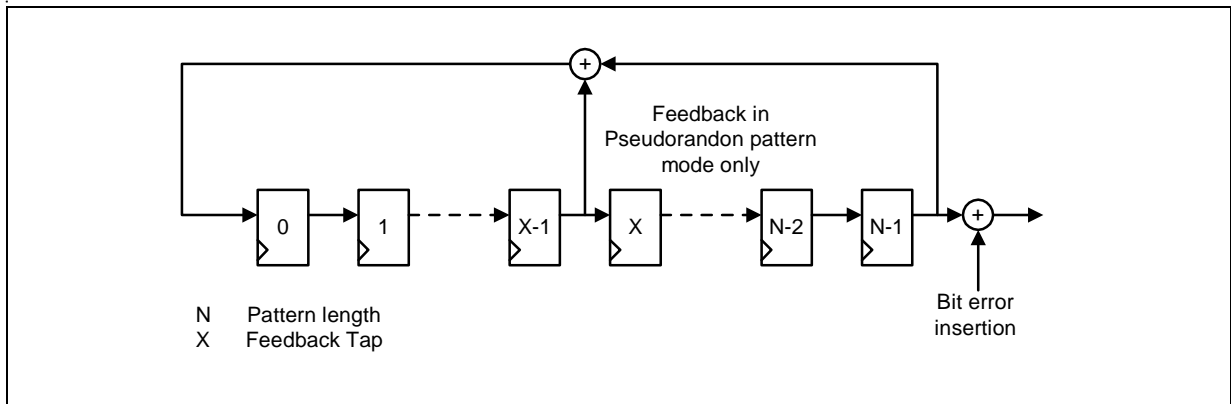 +
Feedback in
Pseudorandon pattern
mode only
0
1
X-1
X
N-2
N-1
+
N Pattern length
X Feedback Tap
Bit error
insertion